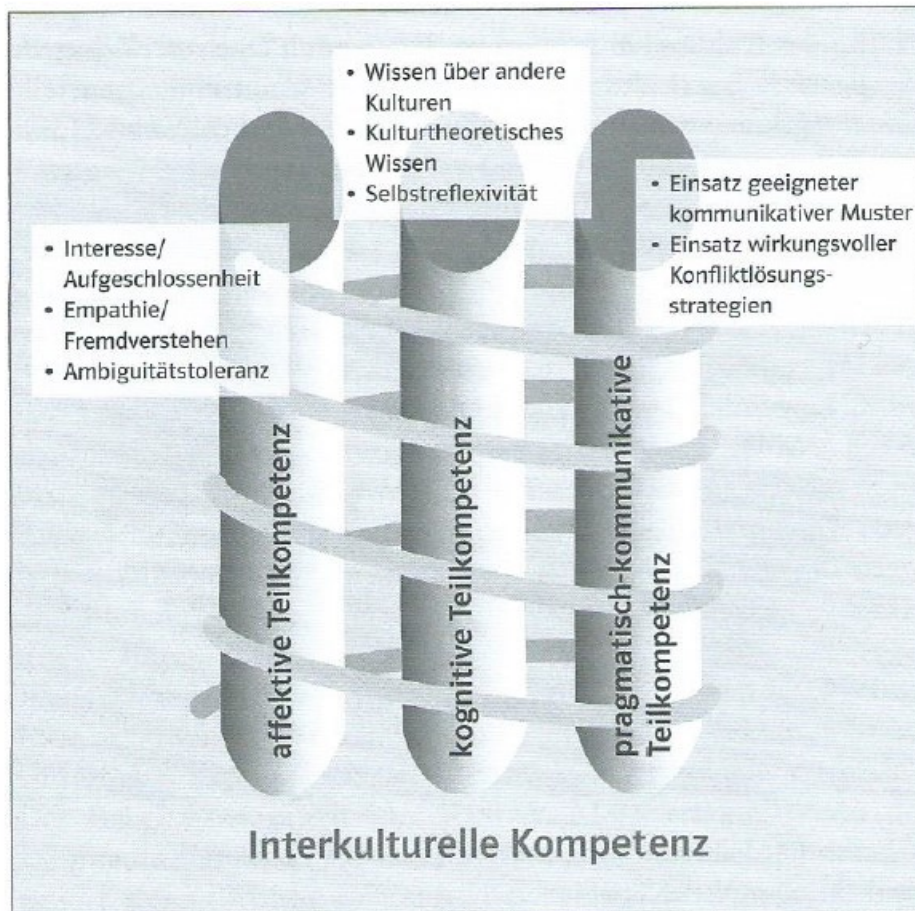 • Wissen über andere
Kulturen
• Kulturtheoretisches
Wissen
• Selbstreflexivität
• Einsatz geeigneter
kommunikativer Muster
• Einsatz wirkungsvoller
Konfliktlösungs-
strategien
• Interesse/
Aufgeschlossenheit
• Empathie/
Fremdverstehen
• Ambiguitätstoleranz
affektive Teilkompetenz
kognitive Teilkompetenz
pragmatisch-kommunikative
Teilkompetenz
Interkulturelle Kompetenz